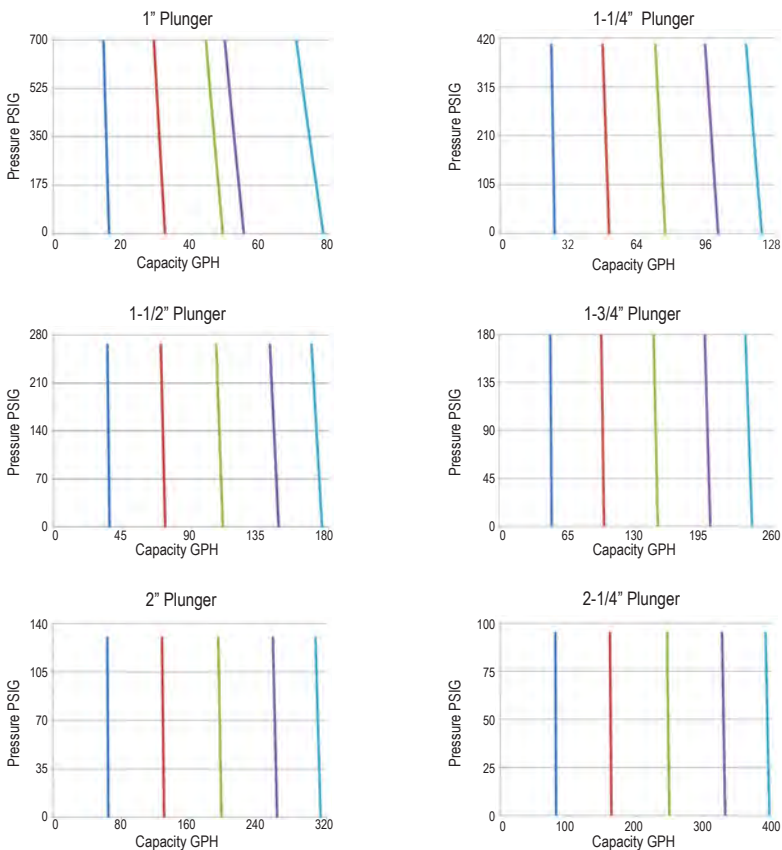 1” Plunger
700
525
350
175
0
Pressure PSIG
0 20 40 60 80
Capacity GPH
1-1/4” Plunger
420
315
210
105
0
Pressure PSIG
0 32 64 96 128
Capacity GPH
1-1/2” Plunger
280
210
140
70
0
Pressure PSIG
0 45 90 135 180
Capacity GPH
1-3/4” Plunger
180
135
90
45
0
Pressure PSIG
0 65 130 195 260
Capacity GPH
2” Plunger
140
105
70
35
0
Pressure PSIG
0 80 160 240 320
Capacity GPH
2-1/4” Plunger
100
75
50
25
0
Pressure PSIG
0 100 200 300 400
Capacity GPH